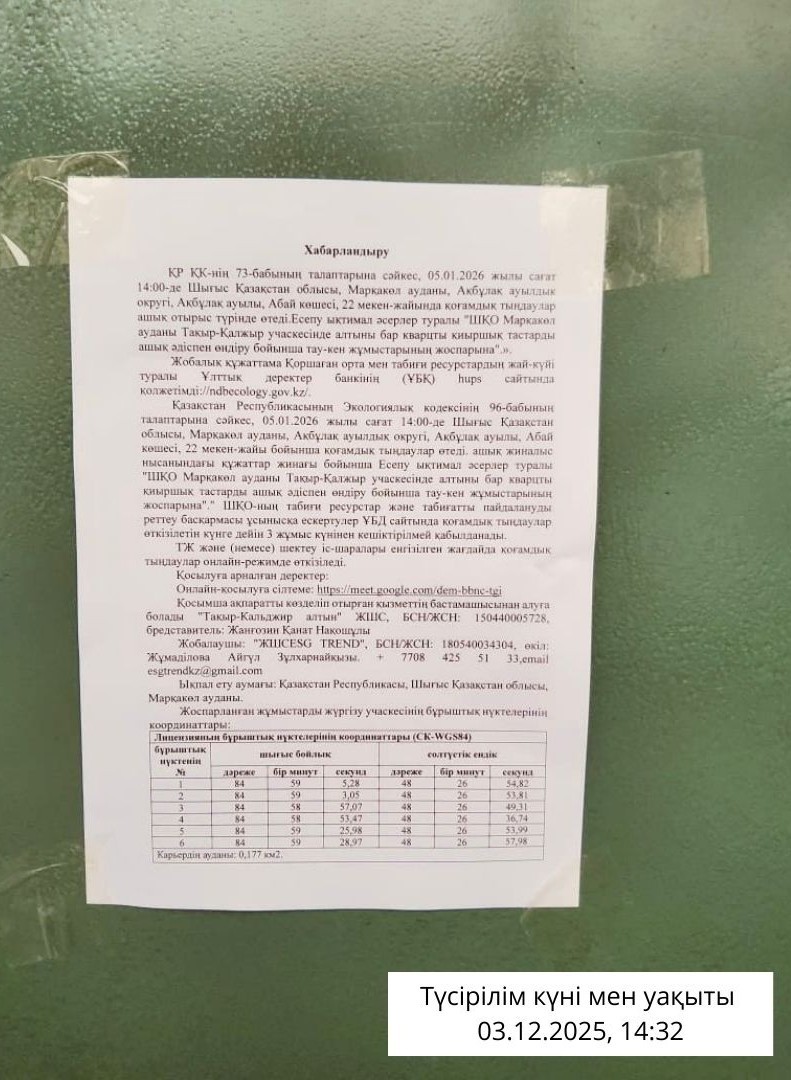 Хабарландыру
ҚР ҚК-нің 73-бабының талаптарына сәйкес, 05.01.2026 жылы сағат
14:00-де Шығыс Қазақстан облысы, Марқакөл ауданы, Ақбұлақ ауылдық
округі, Ақбұлақ ауылы, Абай көшесі, 22 мекен-жайында қоғамдық тыңдаулар
ашық отырыс түрінде өтеді.Есепу ықтимал әсерлер туралы "ШҚО Марқакөл
ауданы Тақыр-Қалжыр учаскесінде алтыны бар кварцты қиыршық тастарды
ашық әдіспен өндіру бойынша тау-кен жұмыстарының жоспарына".».
Жобалық құжаттама Қоршаған орта мен табиғи ресурстардың жай-күйі
туралы Ұлттық деректер банкінің (ҰБҚ) hups сайтында
қолжетімді://ndbecology.gov.kz/.
Қазақстан Республикасының Экологиялық кодексінің 96-бабының
талаптарына сәйкес, 05.01.2026 жылы сағат 14:00-де Шығыс Қазақстан
облысы, Марқакөл ауданы, Ақбұлақ ауылдық округі, Ақбұлақ ауылы, Абай
көшесі, 22 мекен-жайы бойынша қоғамдық тыңдаулар өтеді. ашық жиналыс
нысанындағы құжаттар жинағы бойынша Есепу ықтимал әсерлер туралы
"ШҚО Марқакөл ауданы Тақыр-Қалжыр учаскесінде алтыны бар кварцты
қиыршық тастарды ашық әдіспен өндіру бойынша тау-кен жұмыстарының
жоспарына"." ШҚО-ның табиғи ресурстар және табиғатты пайдалануды
реттеу басқармасы ұсынысқа ескертулер ҰБД сайтында қоғамдық тыңдаулар
өткізілетін күнге дейін 3 жұмыс күнінен кешіктірілмей қабылданады.
ТЖ және (немесе) шектеу іс-шаралары енгізілген жағдайда қоғамдық
тыңдаулар онлайн-режимде өткізіледі.
Қосылуға арналған деректер:
Онлайн-қосылуға сілтеме: https://meet.google.com/dem-bbnc-tgi
Қосымша ақпаратты көзделіп отырған қызметтің бастамашысынан алуға
болады "Тақыр-Кальджир алтын" ЖШС, БСН/ЖСН: 150440005728,
бредставитель: Жанғозин Қанат Нақошұлы
Жобалаушы: "ЖШСESG TREND", БСН/ЖСН: 180540034304, өкіл:
Жұмаділова Айгүл Зұлхарнайқызы. + 7708 425 51 33,email
esgtrendkz@gmail.com
Ықпал ету аумағы: Қазақстан Республикасы, Шығыс Қазақстан облысы,
Марқакөл ауданы.
Жоспарланған жұмыстарды жүргізу учаскесінің бұрыштық нүктелерінің
координаттары:
Лицензияның бұрыштық нүктелерінің координаттары (СК-WGS84)
бұрыштық нүктенің № шығыс бойлық солтүстік ендік
дәреже бір минут секунд дәреже бір минут секунд
1 84 59 5,28 48 26 54,82
2 84 59 3,05 48 26 53,81
3 84 58 57,07 48 26 49,31
4 84 58 53,47 48 26 36,74
5 84 59 25,98 48 26 53,99
6 84 59 28,97 48 26 57,98
Карьердің ауданы: 0,177 км2.
Түсірілім күні мен уақыты
03.12.2025, 14:32